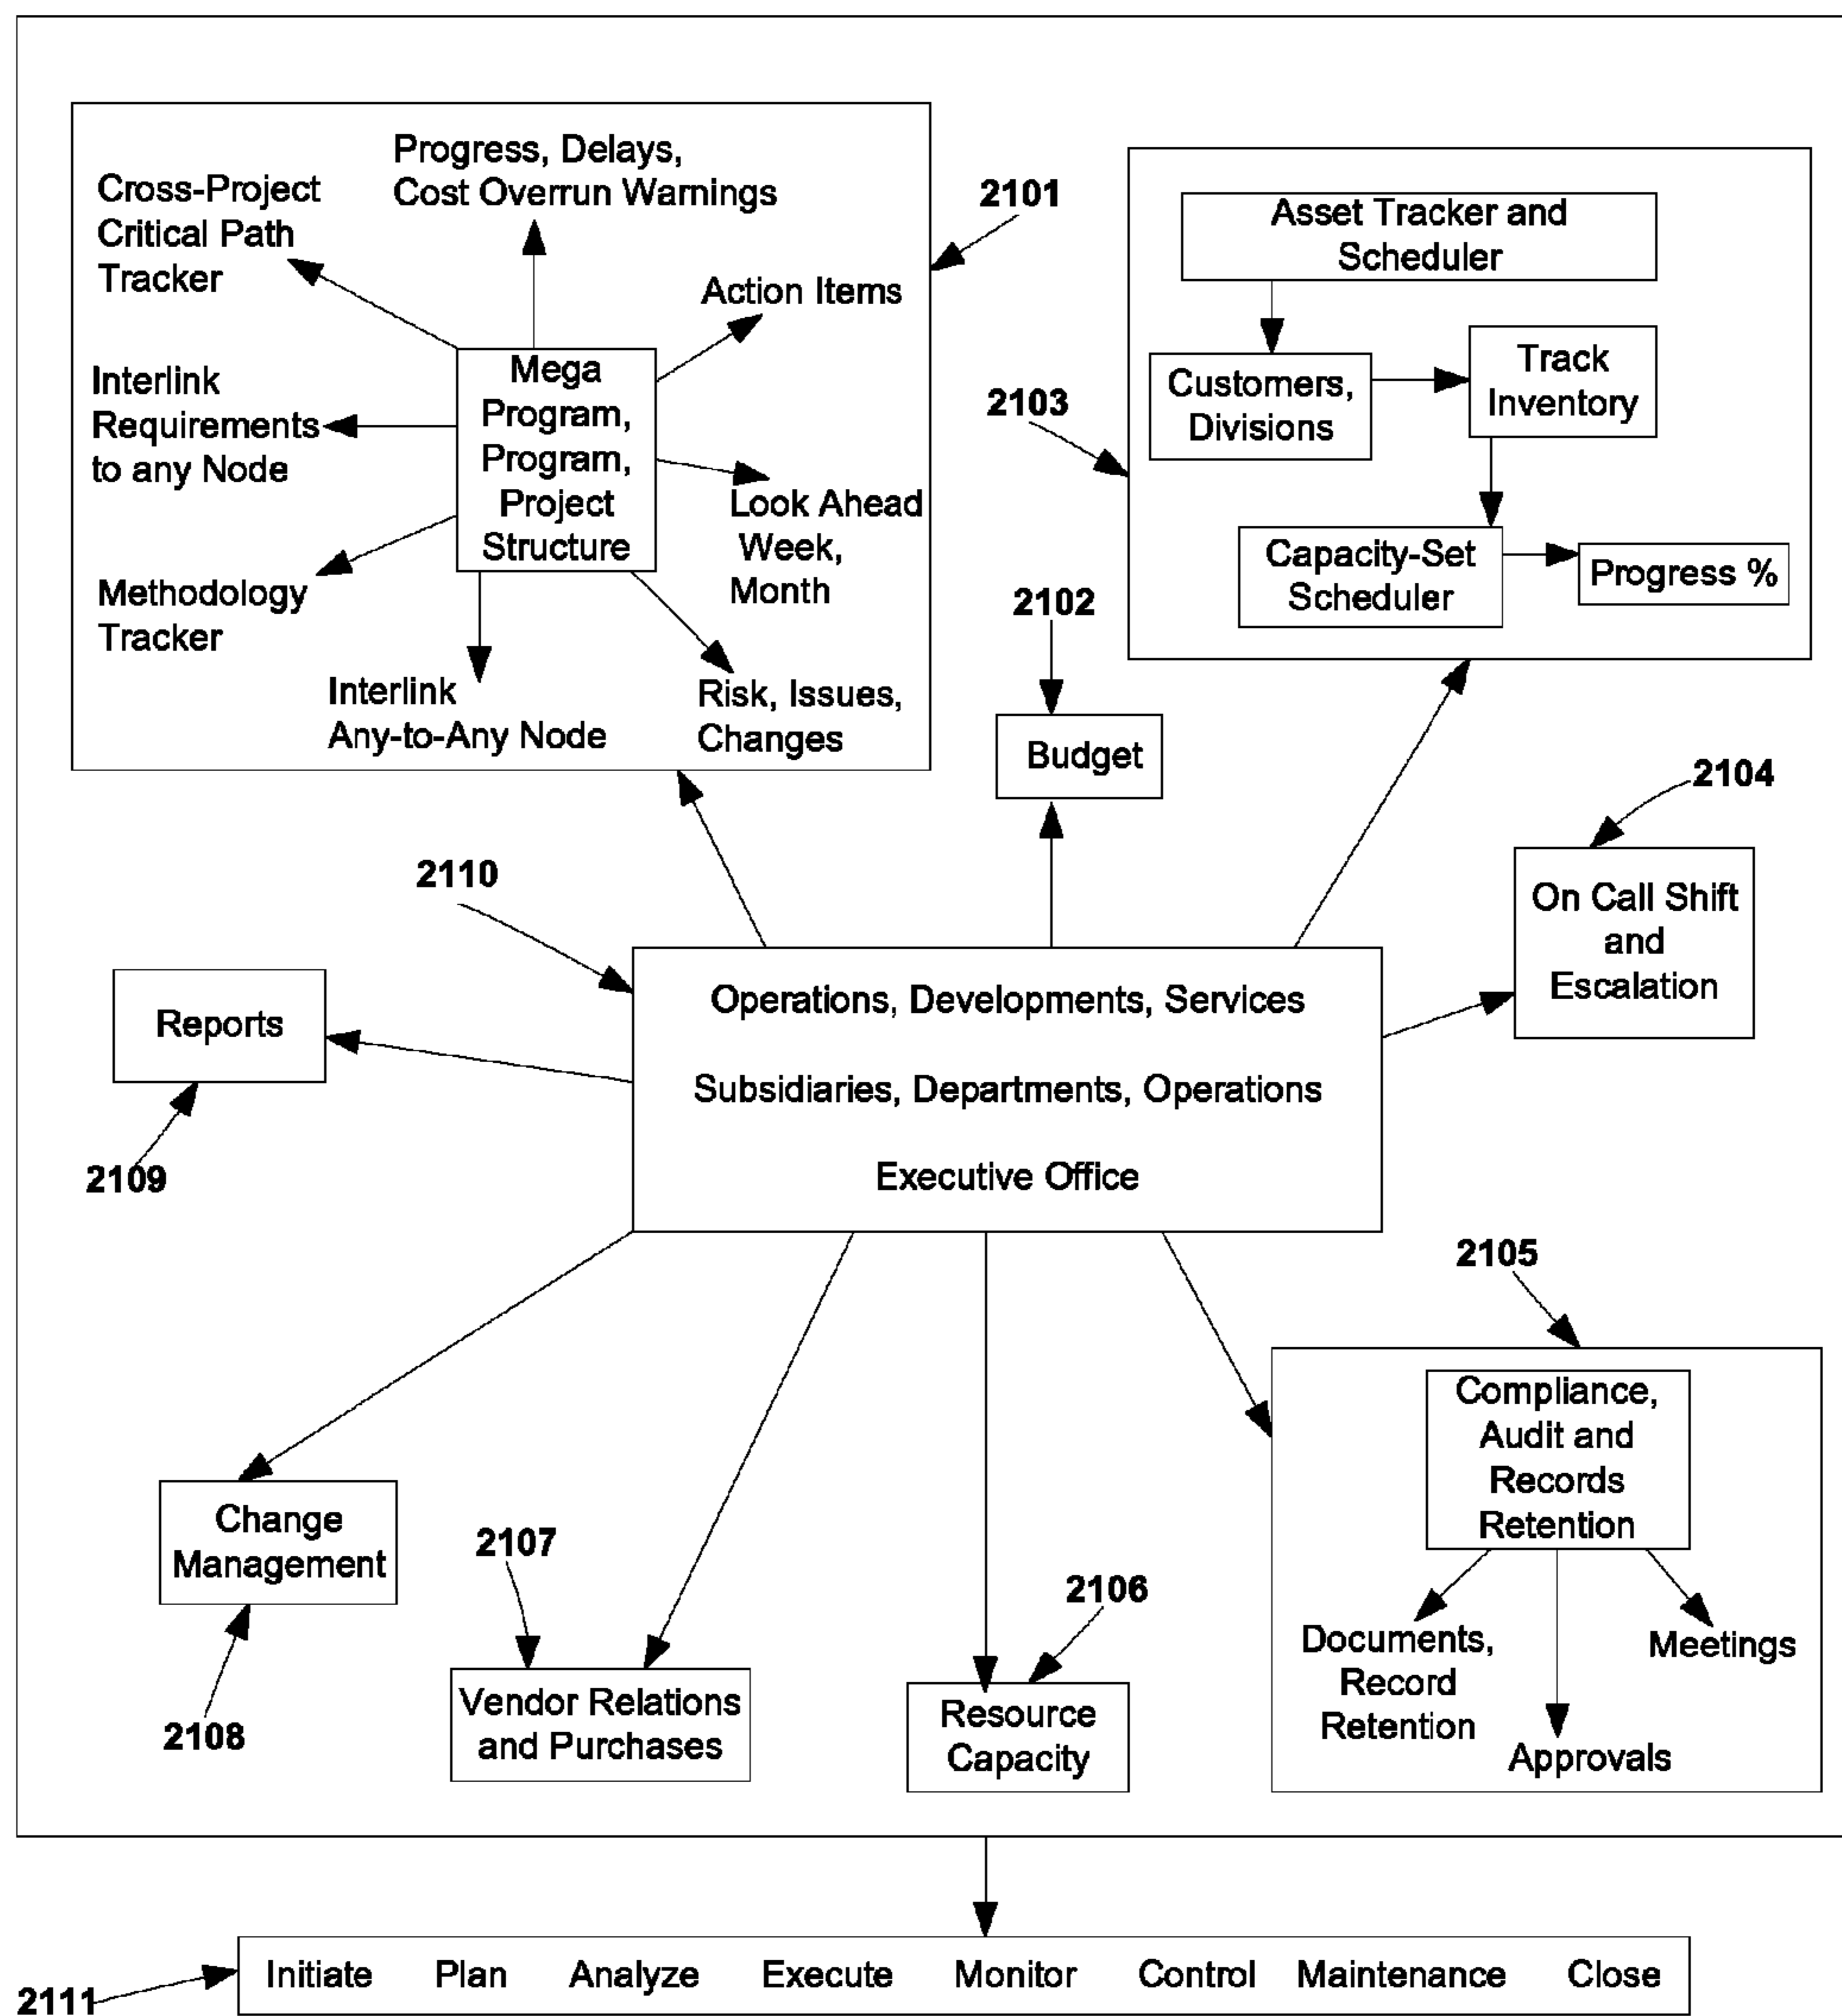 Progress, Delays,
Cost Overrun Warnings
Cross-Project
Critical Path
Tracker
2101
Action Items
Interlink
Requirements
to any Node
Mega
Program,
Program,
Project
Structure
Look Ahead
Week,
Month
Methodology
Tracker
Interlink
Any-to-Any Node
Risk, Issues,
Changes
Asset Tracker and
Scheduler
2103
Customers,
Divisions
Track
Inventory
Capacity-Set
Scheduler
Progress %
2102
Budget
2104
On Call Shift
and
Escalation
2110
Operations, Developments, Services
Subsidiaries, Departments, Operations
Executive Office
Reports
2109
2105
Compliance,
Audit and
Records
Retention
Documents,
Record
Retention
Approvals
Meetings
Change
Management
2108
2107
Vendor Relations
and Purchases
2106
Resource
Capacity
Initiate Plan Analyze Execute Monitor Control Maintenance Close
2111